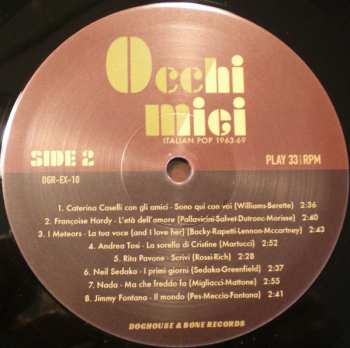 Occhi
miei
ITALIAN POP 1963-69
SIDE 2
PLAY 33|RPM
DGR-EX-10
1. Caterina Caselli con gli amici - Sono qui con voi (Williams-Berette) 2:36
2. Françoise Hardy - L'età dell'amore (Pallavicini-Salvet-Dutronc-Morisse) 2:40
3. I Meteors - La tua voce (and I love her) (Backy-Rapetti-Lennon-Mccartney) 2:43
4. Andrea Tosi - La sorella di Cristine (Martucci) 2:52
5. Rita Pavone - Scrivi (Rossi-Rich) 2:28
6. Neil Sedaka - I primi giorni (Sedaka-Greenfield) 2:37
7. Nada - Ma che freddo fa (Migliacci-Mattone) 2:55
8. Jimmy Fontana - Il mondo (Pes-Meccia-Fontana) 2:41
DOGHOUSE & BONE RECORDS